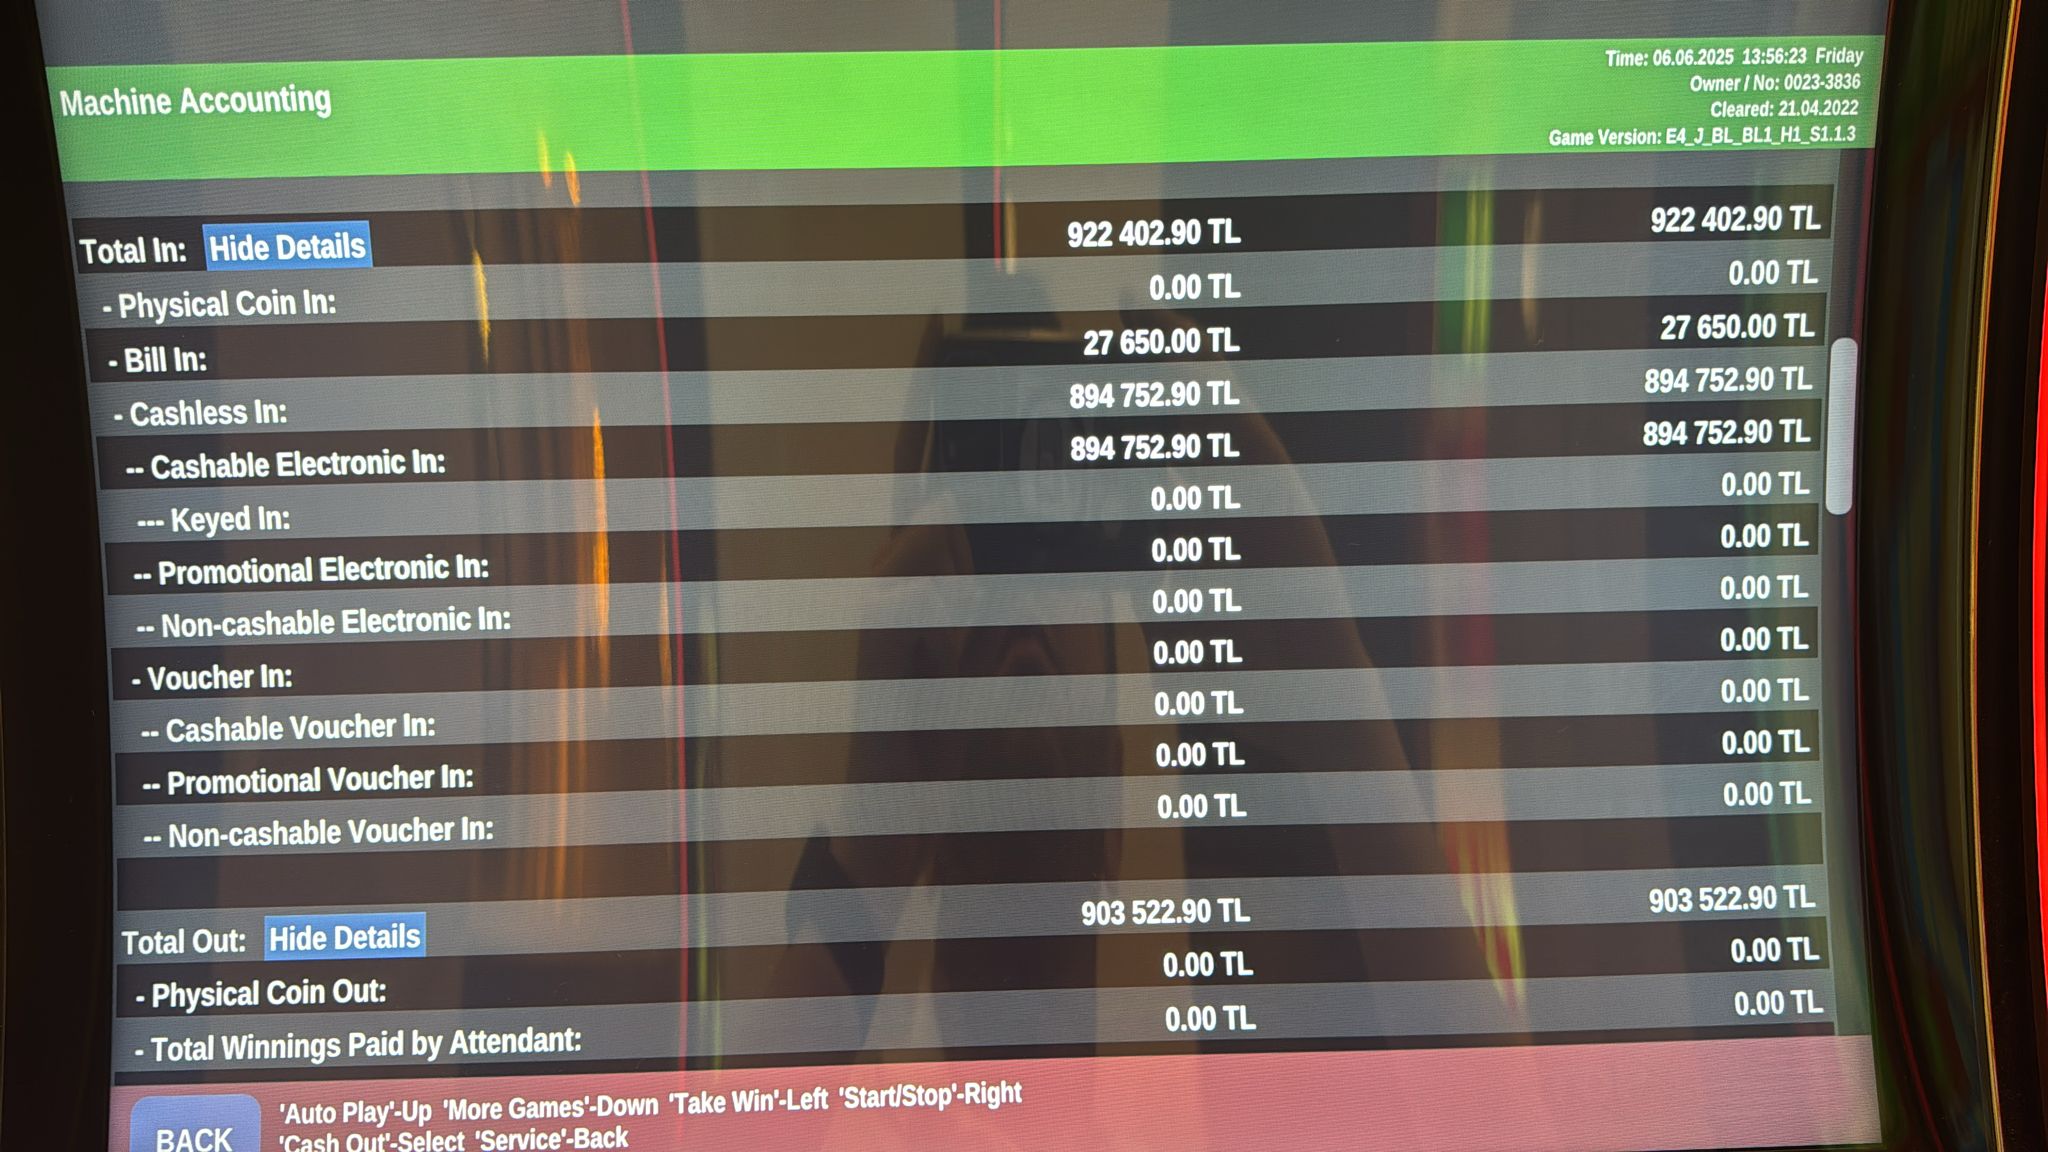 Machine Accounting
Time: 06.06.2025 13:56:23 Friday
Owner / No: 0023-3836
Cleared: 21.04.2022
Game Version: E4_J_BL_BL1_H1_S1.1.3
Total In: Hide Details 922 402.90 TL 922 402.90 TL
- Physical Coin In: 0.00 TL 0.00 TL
- Bill In: 27 650.00 TL 27 650.00 TL
- Cashless In: 894 752.90 TL 894 752.90 TL
-- Cashable Electronic In: 894 752.90 TL 894 752.90 TL
--- Keyed In: 0.00 TL 0.00 TL
-- Promotional Electronic In: 0.00 TL 0.00 TL
-- Non-cashable Electronic In: 0.00 TL 0.00 TL
- Voucher In: 0.00 TL 0.00 TL
-- Cashable Voucher In: 0.00 TL 0.00 TL
-- Promotional Voucher In: 0.00 TL 0.00 TL
-- Non-cashable Voucher In: 0.00 TL 0.00 TL
Total Out: Hide Details 903 522.90 TL 903 522.90 TL
- Physical Coin Out: 0.00 TL 0.00 TL
- Total Winnings Paid by Attendant: 0.00 TL 0.00 TL
BACK
'Auto Play'-Up 'More Games'-Down 'Take Win'-Left 'Start/Stop'-Right
'Cash Out'-Select 'Service'-Back